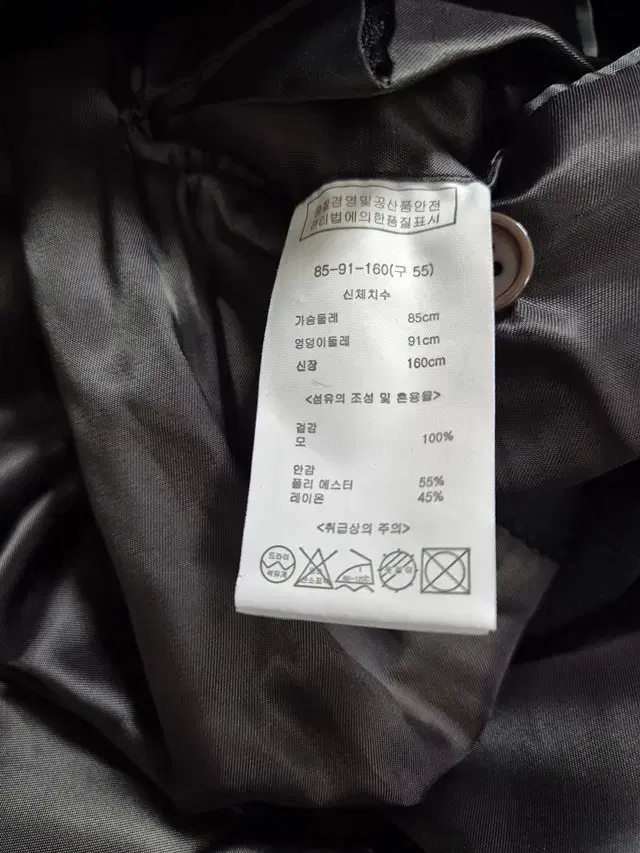 품질경영및공산품안전
관리법에의한품질표시
85-91-160(구 55)
신체치수
가슴둘레 85cm
엉덩이둘레 91cm
신장 160cm
<섬유의 조성 및 혼용율>
겉감
모 100%
안감
폴리 에스터 55%
레이온 45%
<취급상의 주의>
드라이